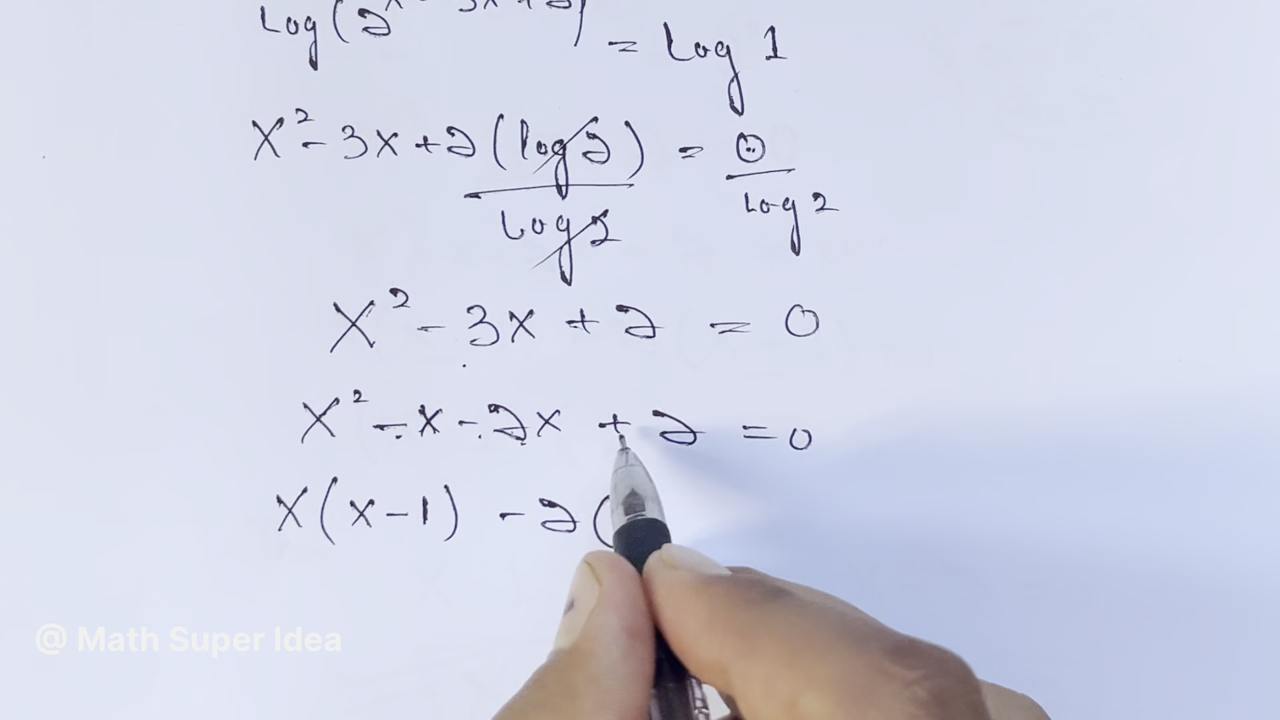 Log(2^x² - 3x + 2) = Log 1
x² - 3x + 2 (log 2) / Log 2 = 0 / Log 2
x² - 3x + 2 = 0
x² - x - 2x + 2 = 0
x(x-1) - 2(
@ Math Super Idea